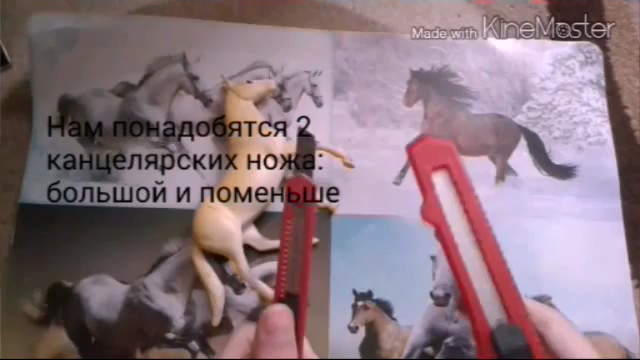 Made with KineMaster
Нам понадобятся 2
канцелярских ножа:
большой и поменьше